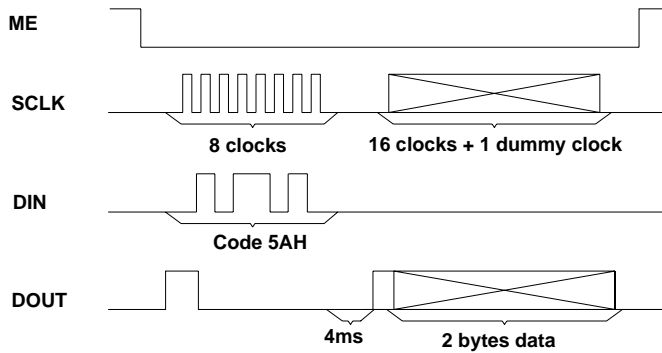 ME
SCLK
8 clocks
16 clocks + 1 dummy clock
DIN
Code 5AH
DOUT
4ms
2 bytes data